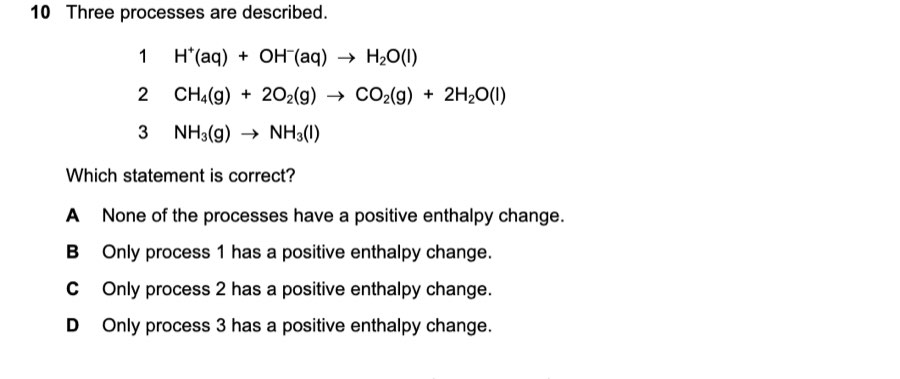 10 Three processes are described.
1 H⁺(aq) + OH⁻(aq) → H₂O(l)
2 CH₄(g) + 2O₂(g) → CO₂(g) + 2H₂O(l)
3 NH₃(g) → NH₃(l)
Which statement is correct?
A None of the processes have a positive enthalpy change.
B Only process 1 has a positive enthalpy change.
C Only process 2 has a positive enthalpy change.
D Only process 3 has a positive enthalpy change.